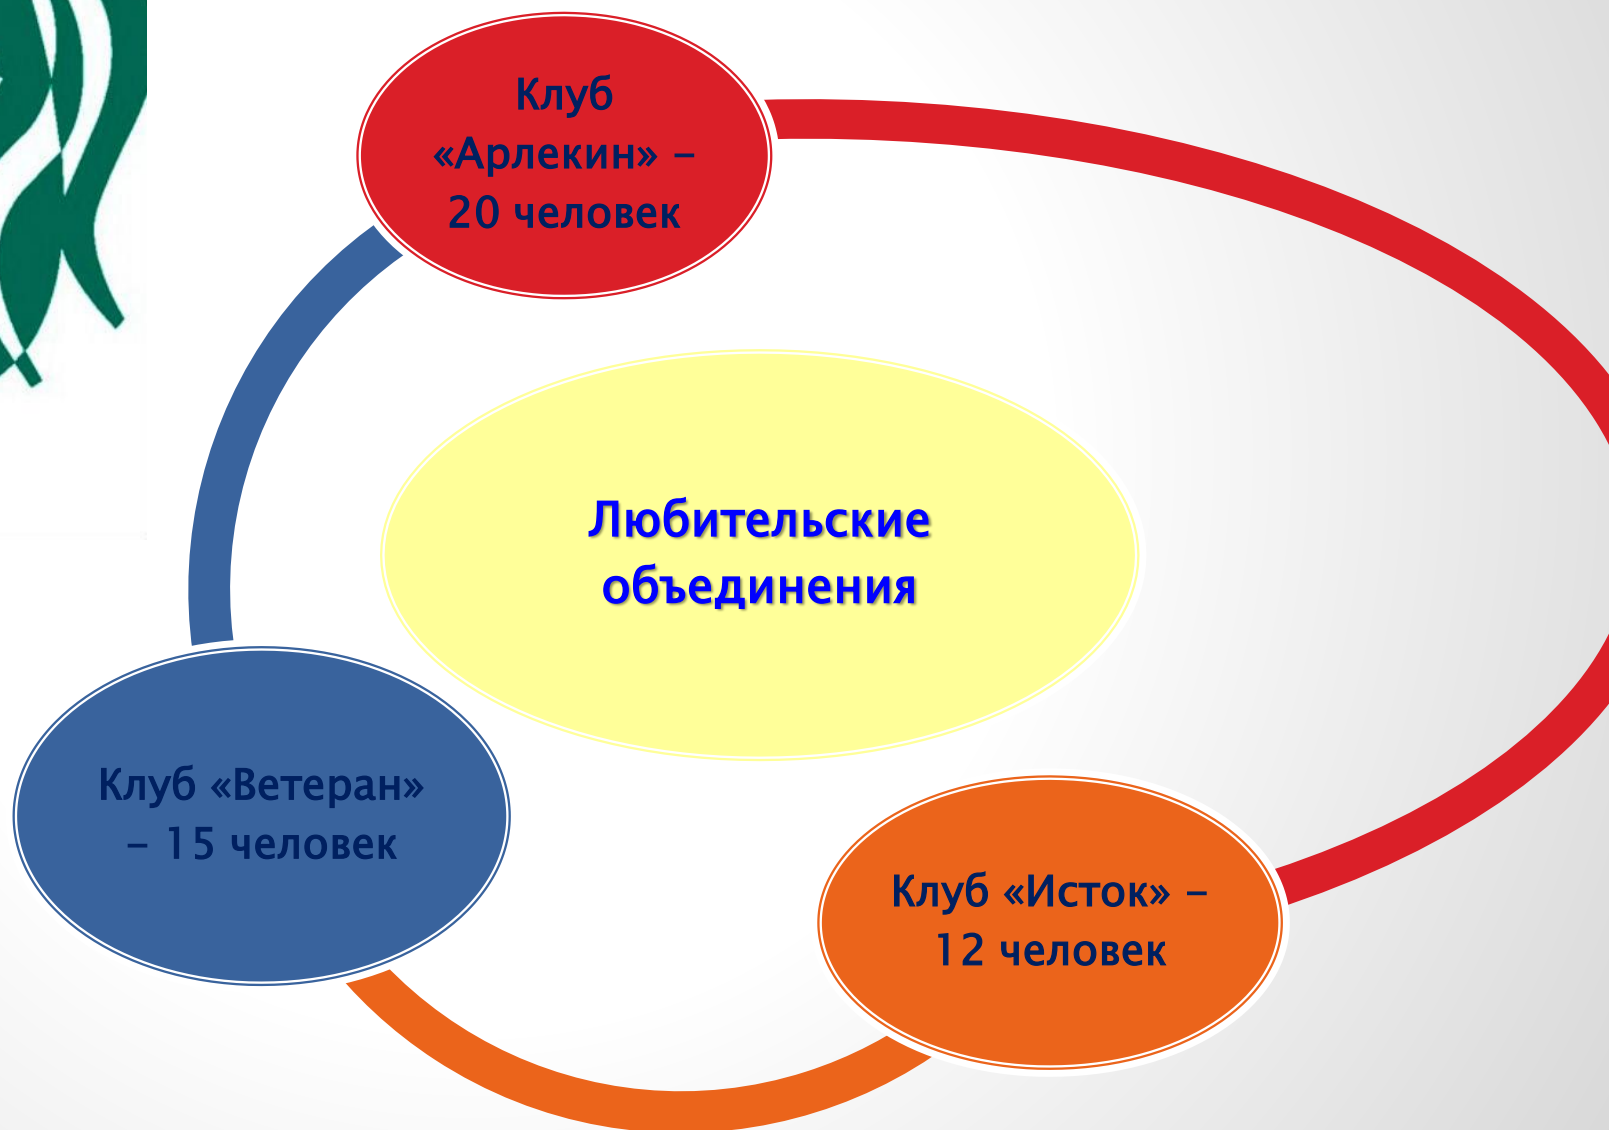 Клуб
«Арлекин» –
20 человек
Любительские
объединения
Клуб «Ветеран»
– 15 человек
Клуб «Исток» –
12 человек